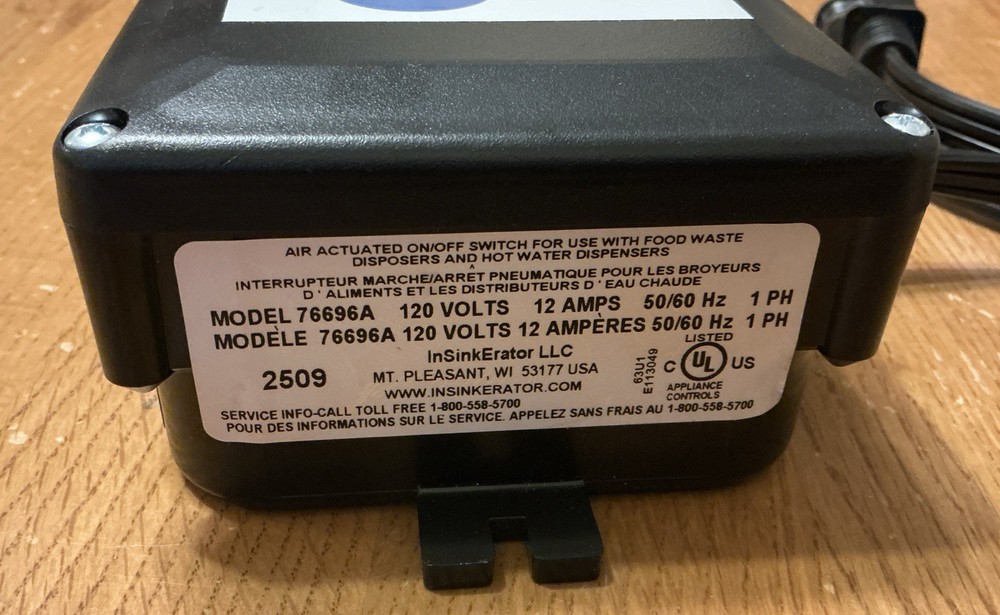 AIR ACTUATED ON/OFF SWITCH FOR USE WITH FOOD WASTE
DISPOSERS AND HOT WATER DISPENSERS
INTERRUPTEUR MARCHE/ARRÊT PNEUMATIQUE POUR LES BROYEURS
D'ALIMENTS ET LES DISTRIBUTEURS D'EAU CHAUDE
MODEL 76696A 120 VOLTS 12 AMPS 50/60 Hz 1 PH
MODÈLE 76696A 120 VOLTS 12 AMPÈRES 50/60 Hz 1 PH
2509
InSinkErator LLC
MT. PLEASANT, WI 53177 USA
WWW.INSINKERATOR.COM
63U1
E113049
LISTED
C UL US
APPLIANCE
CONTROLS
SERVICE INFO-CALL TOLL FREE 1-800-558-5700
POUR DES INFORMATIONS SUR LE SERVICE. APPELEZ SANS FRAIS AU 1-800-558-5700